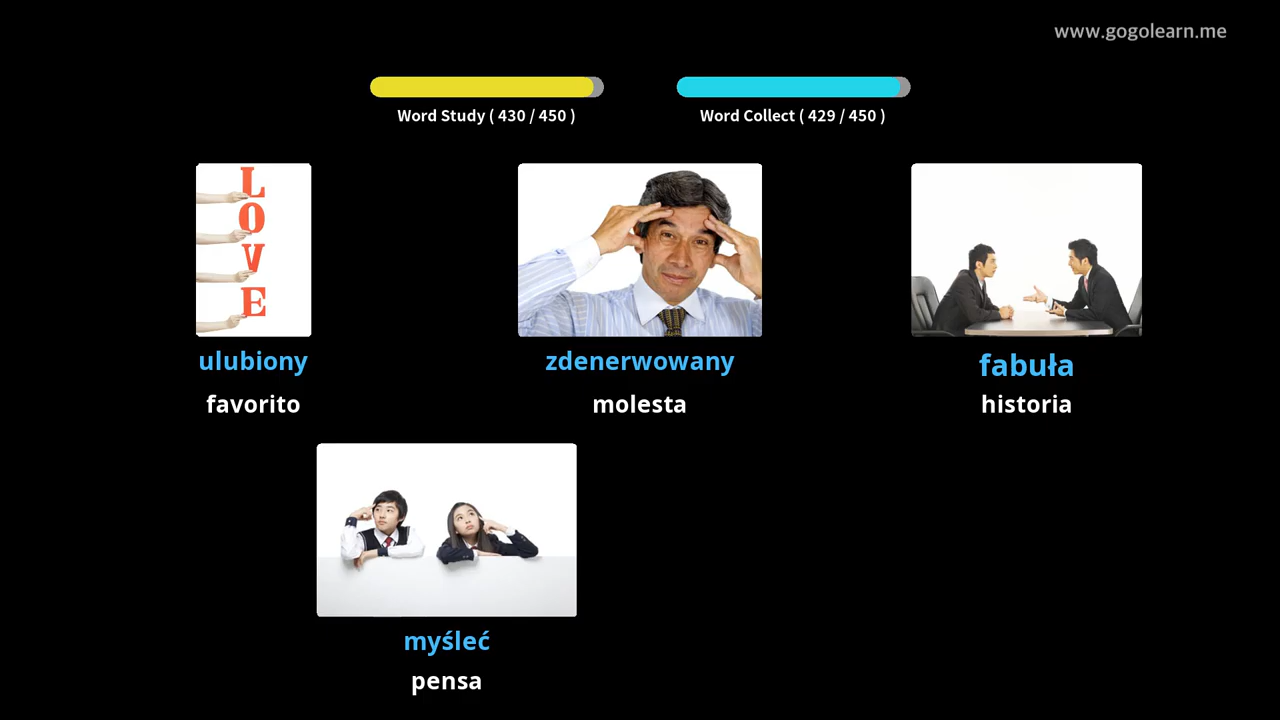 www.gogolearn.me
Word Study ( 430 / 450 )
Word Collect ( 429 / 450 )
L
O
V
E
ulubiony
favorito
zdenerwowany
molesta
fabuła
historia
myśleć
pensa